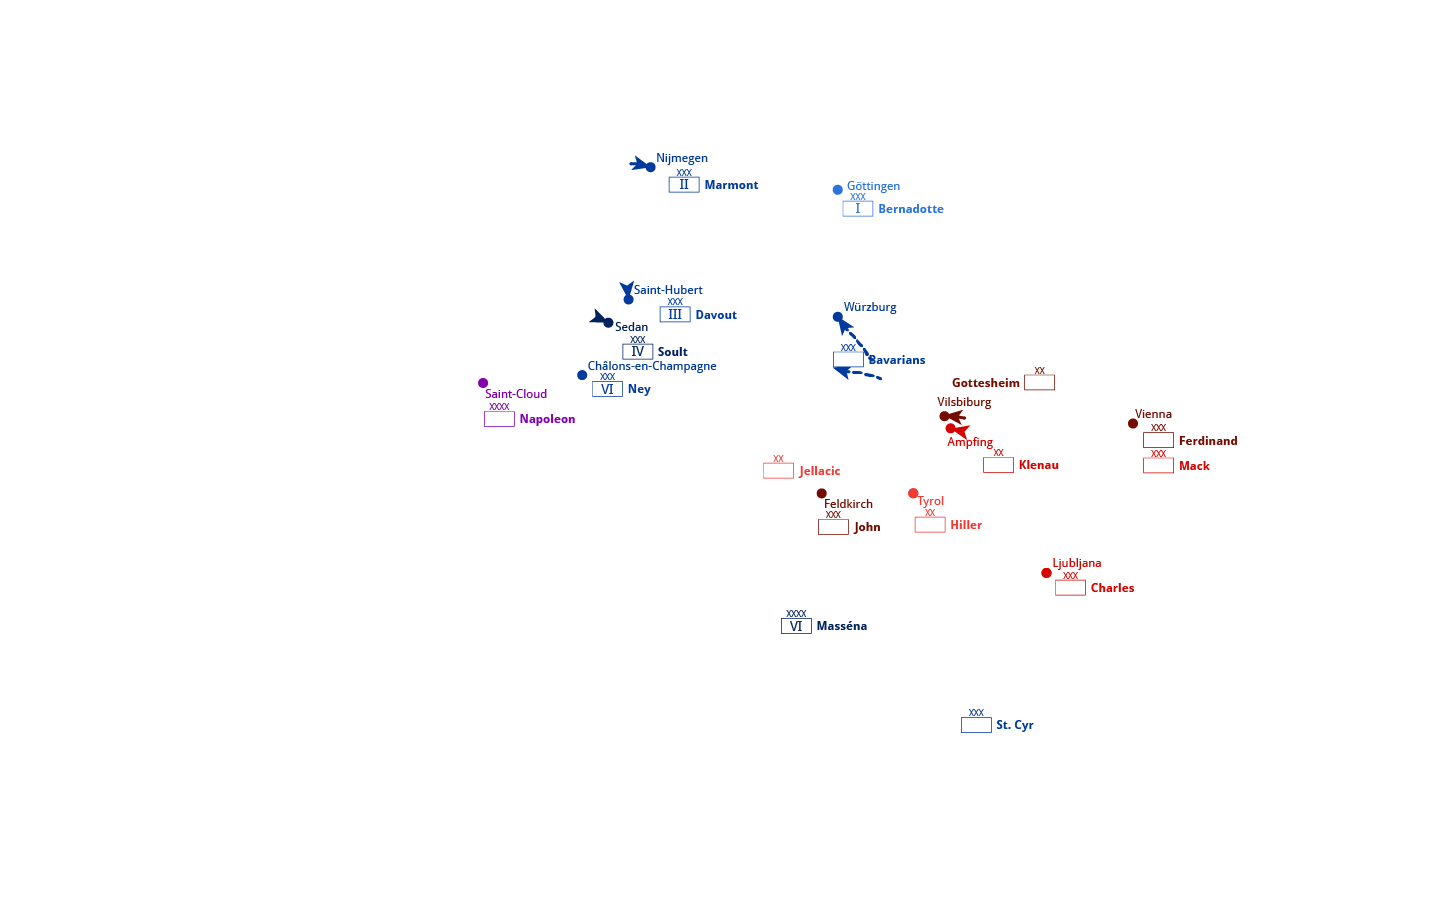 Nijmegen
XXX
II Marmont
Göttingen
XXX
I Bernadotte
Saint-Hubert
XXX
III Davout
Sedan
XXX
IV Soult
Châlons-en-Champagne
XXX
VI Ney
Saint-Cloud
XXXX
Napoleon
Würzburg
XXX
Bavarians
XX
Gottesheim
Vilsbiburg
Ampfing
XX
Klenau
Vienna
XXX
Ferdinand
XXX
Mack
XX
Jellacic
Feldkirch
XXX
John
Tyrol
XX
Hiller
Ljubljana
XXX
Charles
XXXX
VI Masséna
XXX
St. Cyr